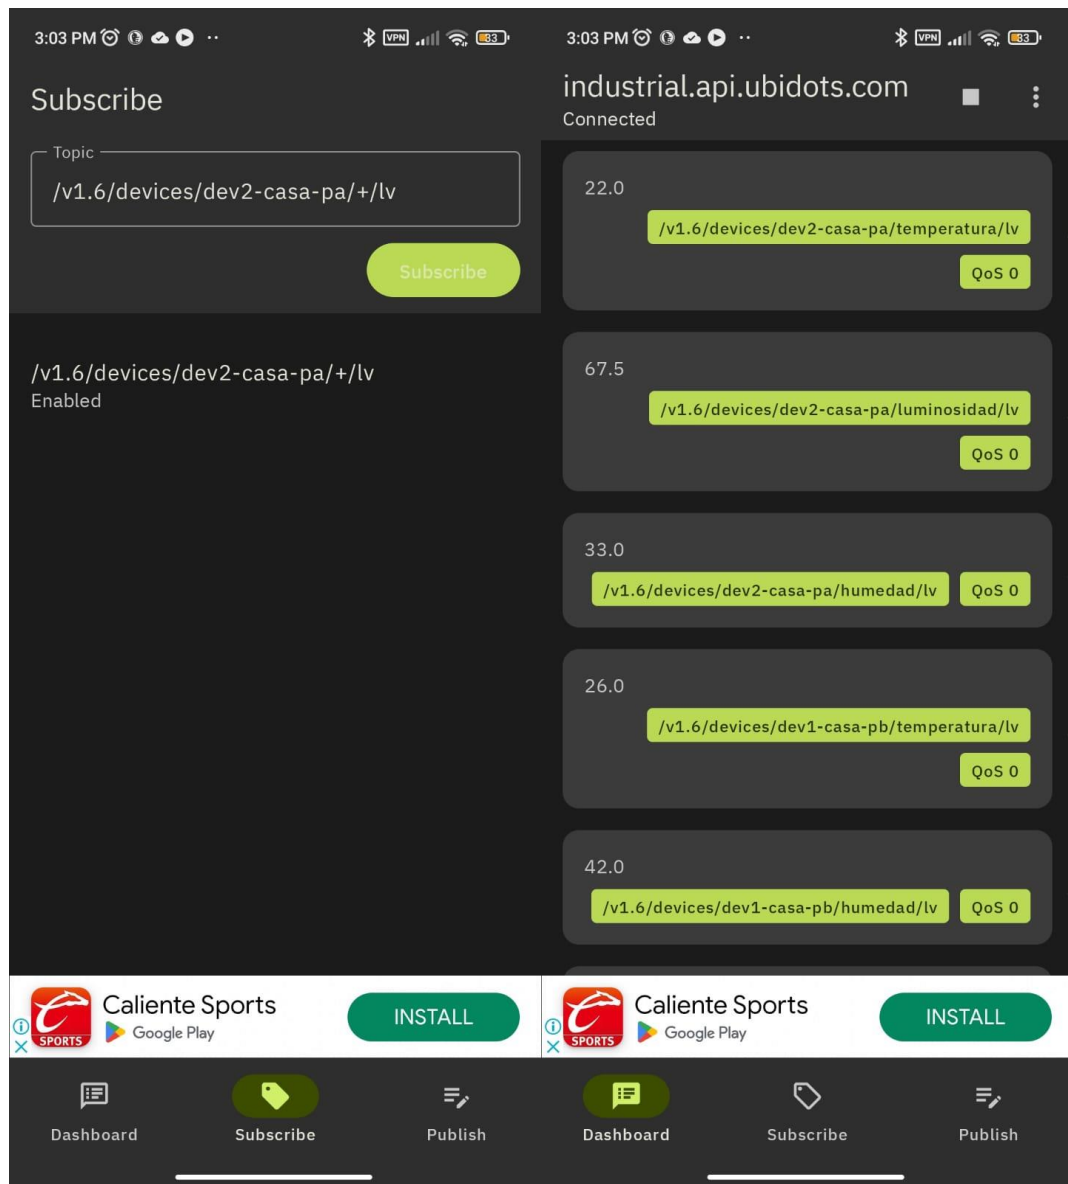 3:03 PM
VPN
33
Subscribe
Topic
/v1.6/devices/dev2-casa-pa/+/lv
Subscribe
/v1.6/devices/dev2-casa-pa/+/lv
Enabled
SPORTS
Caliente Sports
Google Play
INSTALL
Dashboard
Subscribe
Publish
3:03 PM
VPN
33
industrial.api.ubidots.com
Connected
22.0
/v1.6/devices/dev2-casa-pa/temperatura/lv
QoS 0
67.5
/v1.6/devices/dev2-casa-pa/luminosidad/lv
QoS 0
33.0
/v1.6/devices/dev2-casa-pa/humedad/lv QoS 0
26.0
/v1.6/devices/dev1-casa-pb/temperatura/lv
QoS 0
42.0
/v1.6/devices/dev1-casa-pb/humedad/lv QoS 0
SPORTS
Caliente Sports
Google Play
INSTALL
Dashboard
Subscribe
Publish